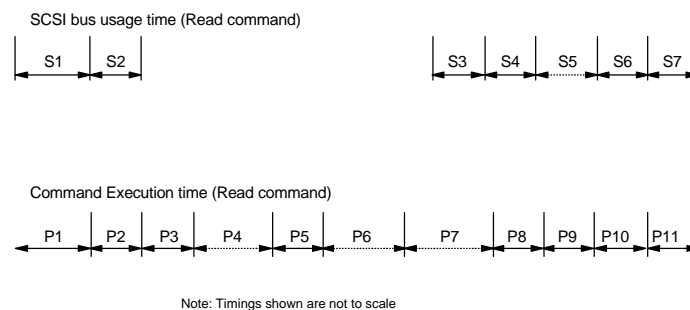 SCSI bus usage time (Read command)
S1 S2 S3 S4 S5 S6 S7
Command Execution time (Read command)
P1 P2 P3 P4 P5 P6 P7 P8 P9 P10 P11
Note: Timings shown are not to scale